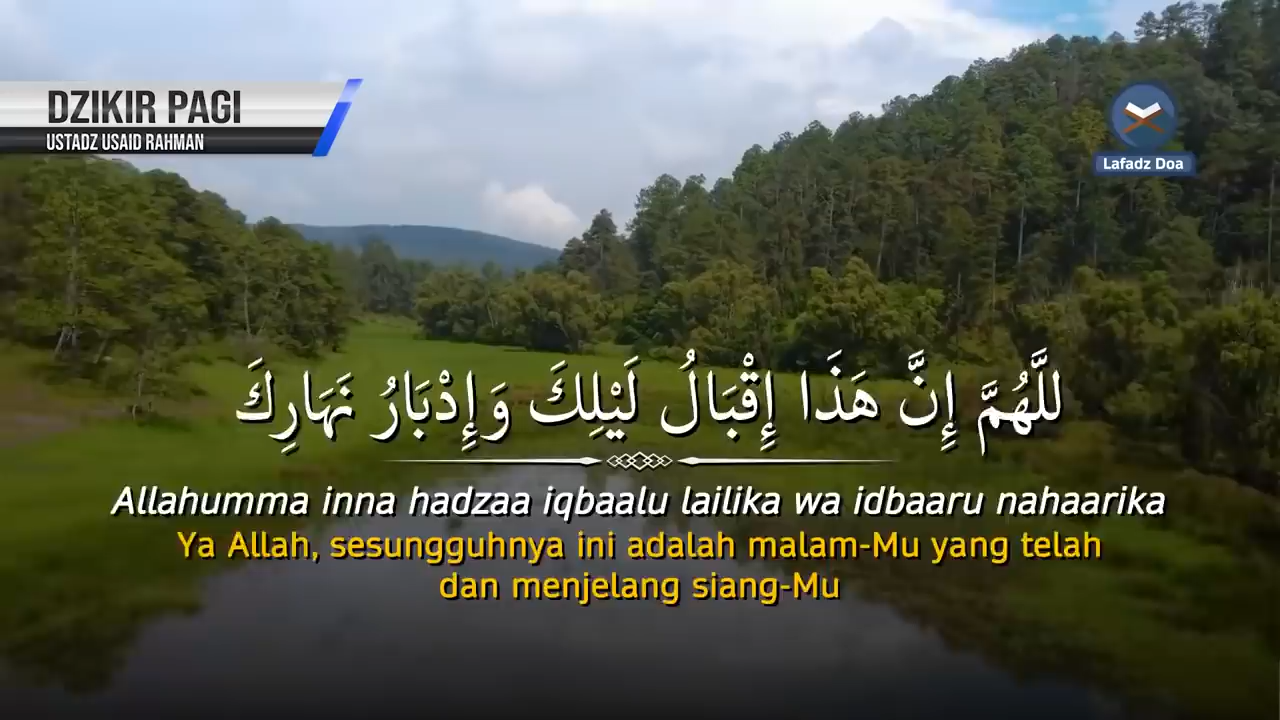 DZIKIR PAGI
USTADZ USAID RAHMAN
Lafadz Doa
للَّهُمَّ إِنَّ هَذَا إِقْبَالُ لَيْلِكَ وَإِدْبَارُ نَهَارِكَ
Allahumma inna hadzaa iqbaalu lailika wa idbaaru nahaarika
Ya Allah, sesungguhnya ini adalah malam-Mu yang telah
dan menjelang siang-Mu